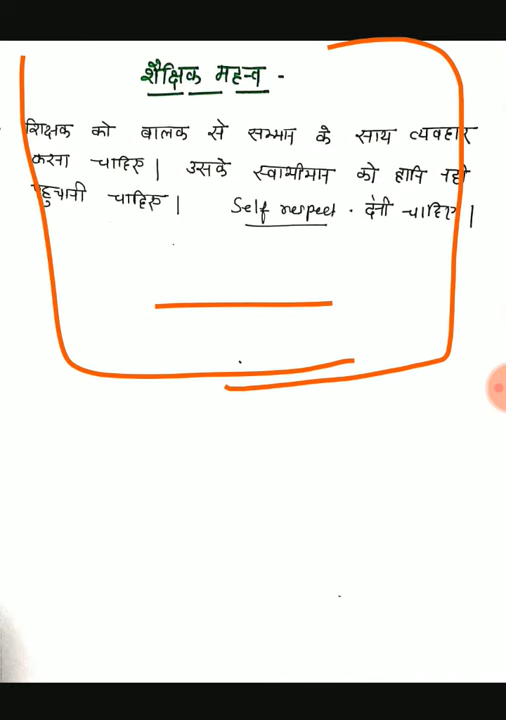 शैक्षिक महत्व -
शिक्षक को बालक से सम्मान के साथ व्यवहार
करना चाहिए | उसके स्वाभीमान को हानि नही
पहुचानी चाहिए | Self respect . देनी चाहिए |